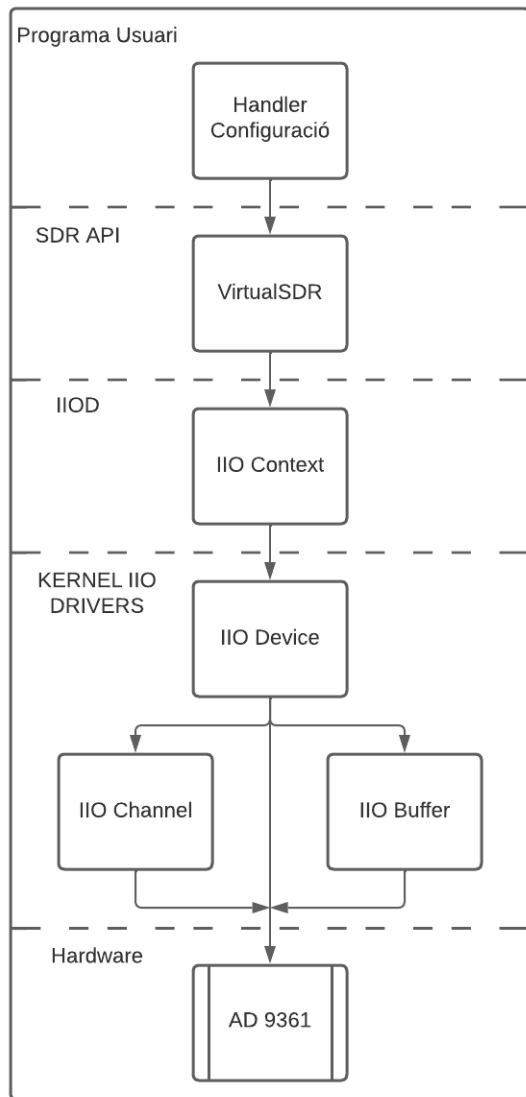 Programa Usuari
Handler
Configuració
SDR API
VirtualSDR
IIOD
IIO Context
KERNEL IIO
DRIVERS
IIO Device
IIO Channel
IIO Buffer
Hardware
AD 9361